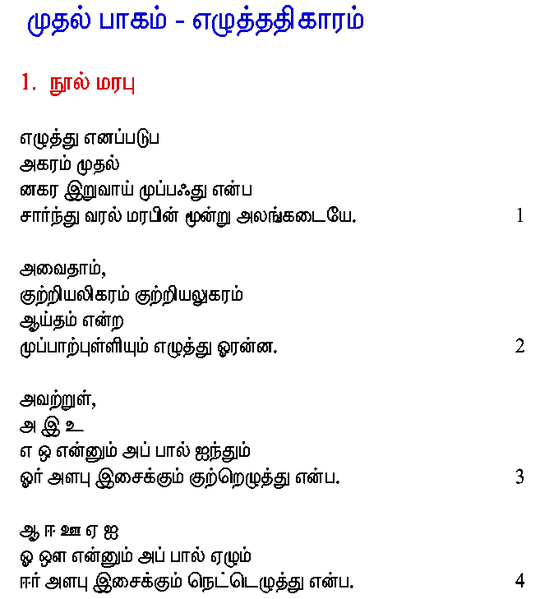 முதல் பாகம் - எழுத்ததிகாரம்
1. நூல் மரபு
எழுத்து எனப்படுப
அகரம் முதல்
னகர இறுவாய் முப்பஃது என்ப
சார்ந்து வரல் மரபின் மூன்று அலங்கடையே. 1
அவைதாம்,
குற்றியலிகரம் குற்றியலுகரம்
ஆய்தம் என்ற
முப்பாற்புள்ளியும் எழுத்து ஓரன்ன. 2
அவற்றுள்,
அ இ உ
எ ஒ என்னும் அப் பால் ஐந்தும்
ஓர் அளபு இசைக்கும் குற்றெழுத்து என்ப. 3
ஆ ஈ ஊ ஏ ஐ
ஓ ஔ என்னும் அப் பால் ஏழும்
ஈர் அளபு இசைக்கும் நெட்டெழுத்து என்ப. 4